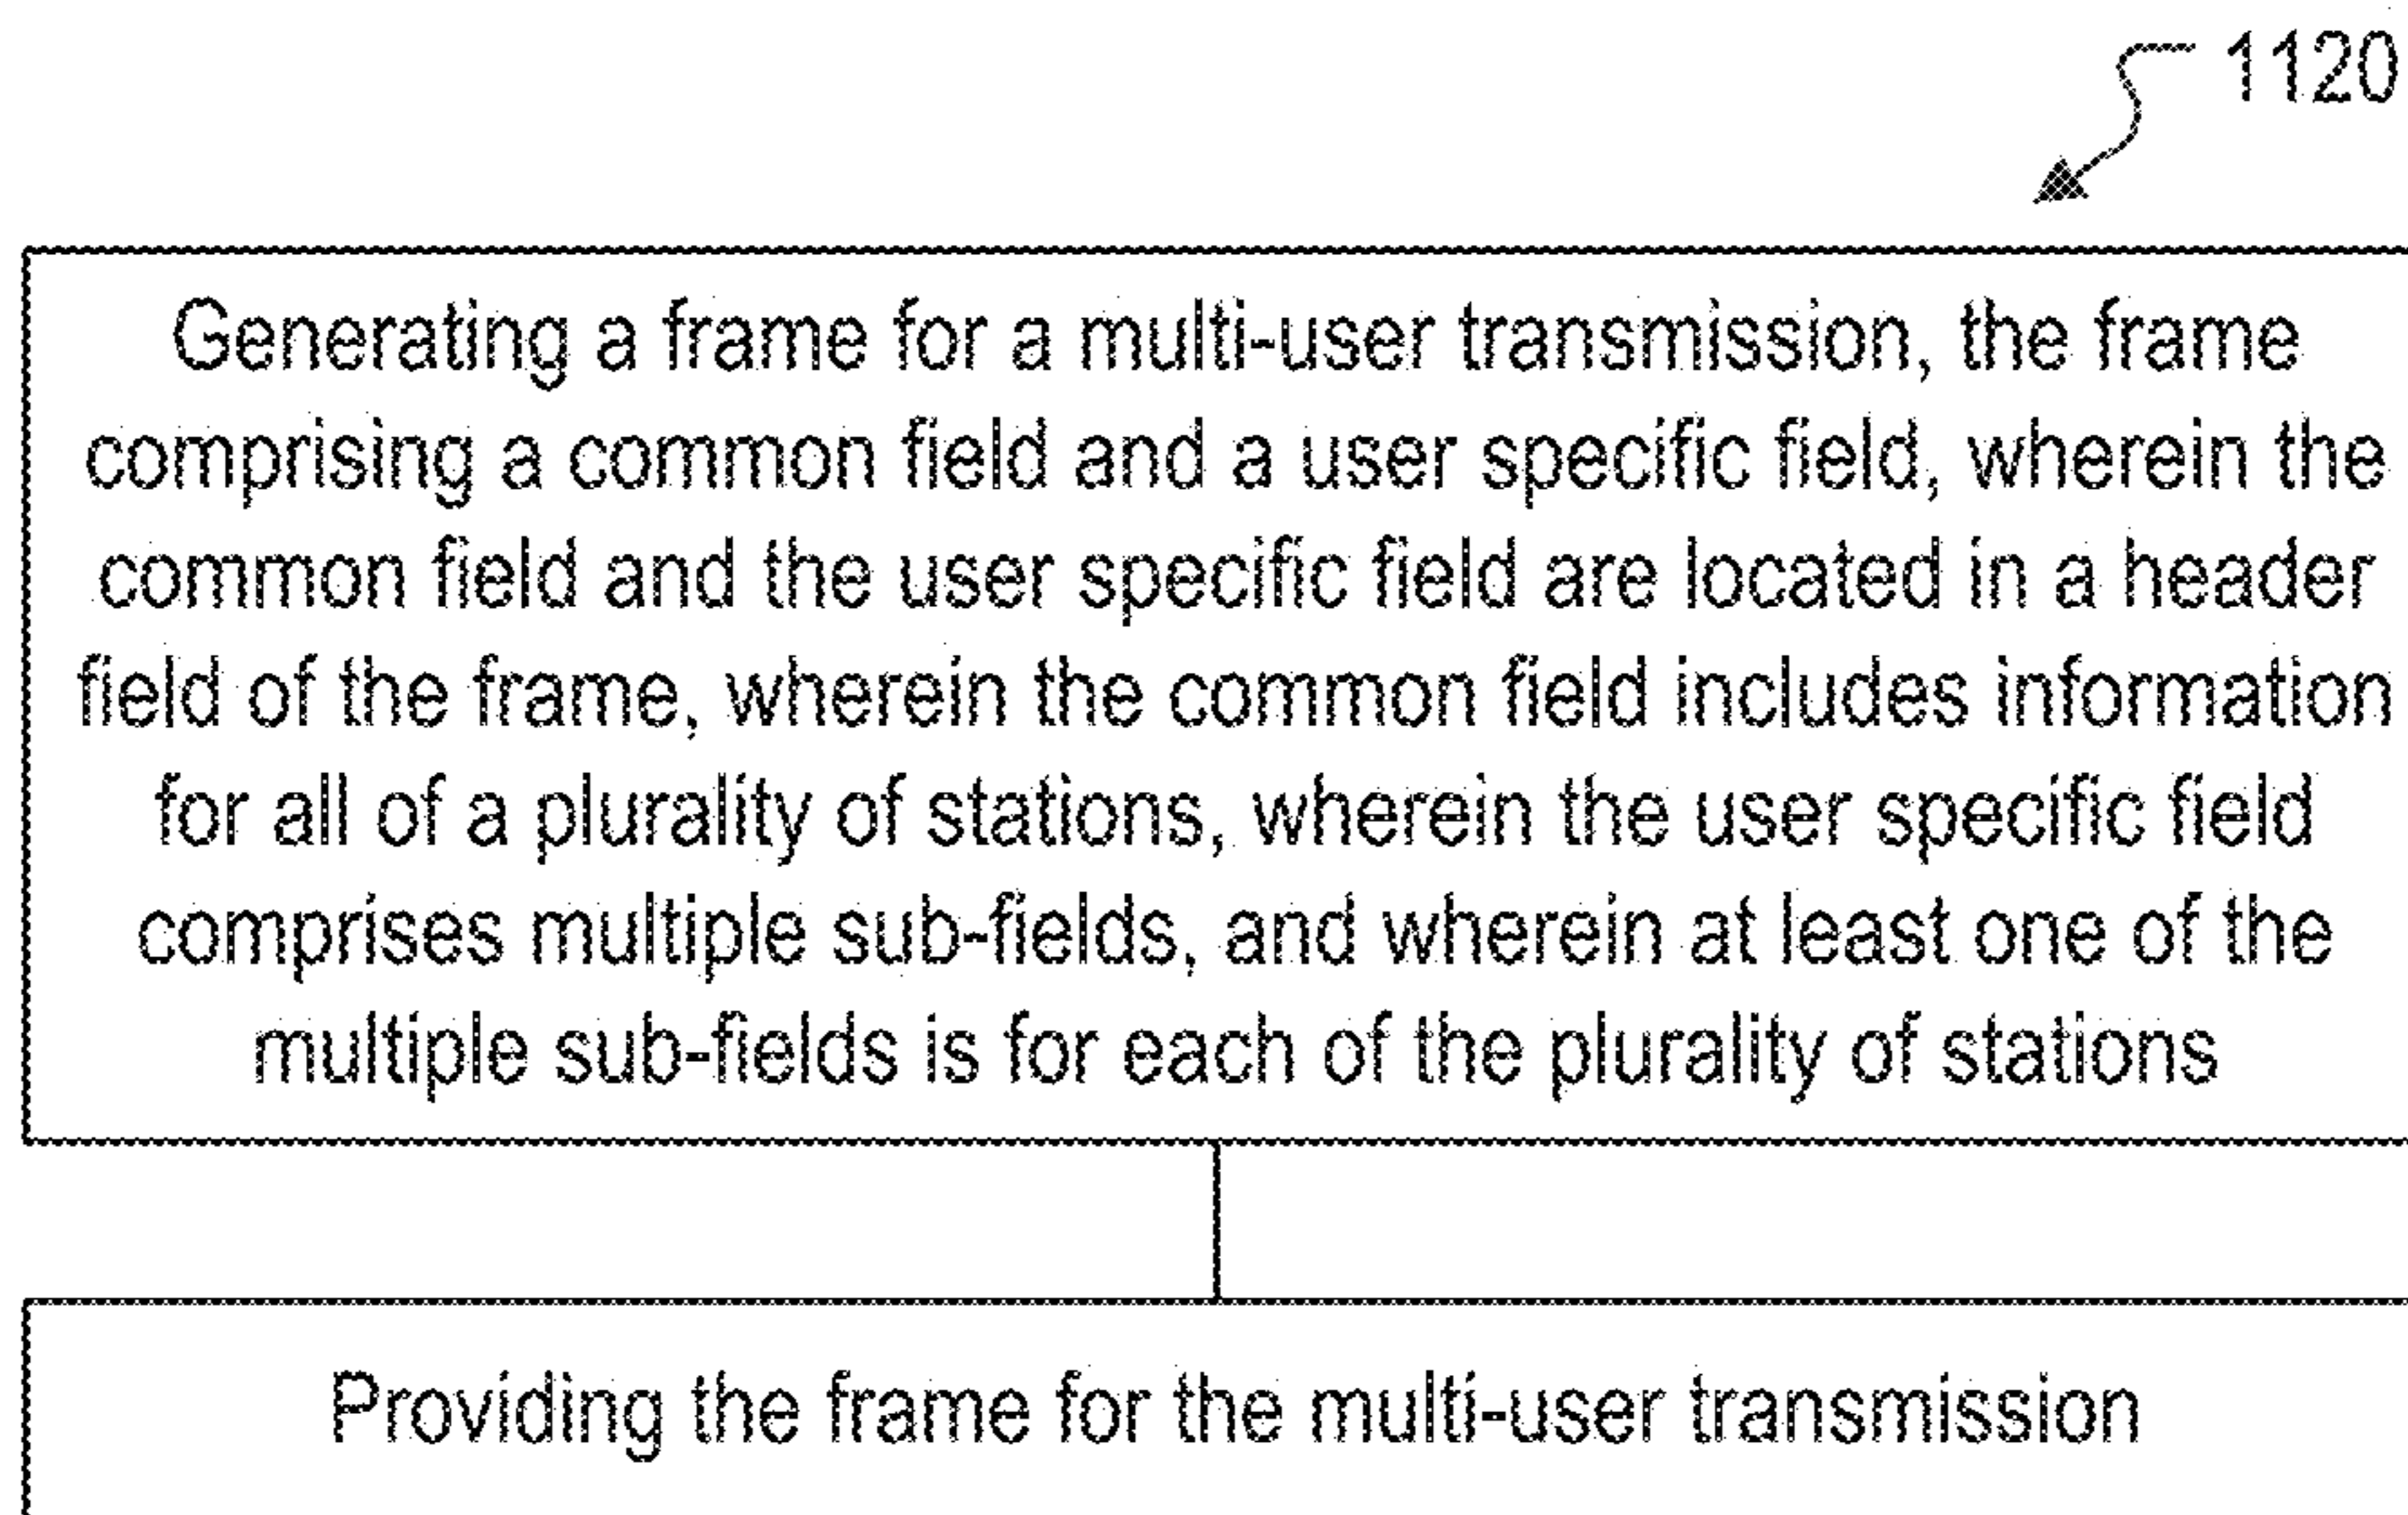 1120
Generating a frame for a multi-user transmission, the frame
comprising a common field and a user specific field, wherein the
common field and the user specific field are located in a header
field of the frame, wherein the common field includes information
for all of a plurality of stations, wherein the user specific field
comprises multiple sub-fields, and wherein at least one of the
multiple sub-fields is for each of the plurality of stations
Providing the frame for the multi-user transmission